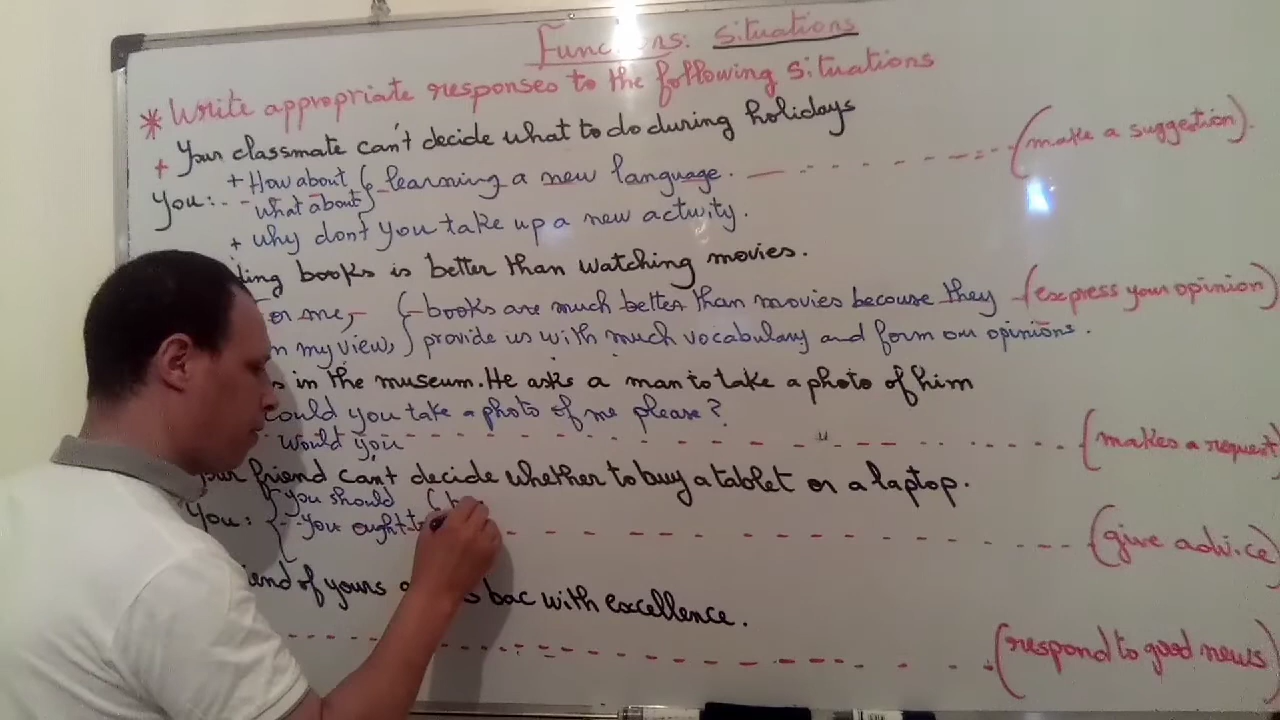 Functions: Situations
* Write appropriate responses to the following situations
+ Your classmate can't decide what to do during holidays
+ How about
what about } learning a new language. (make a suggestion).
You:
+ why dont you take up a new activity.
books is better than watching movies.
or me, { books are much better than movies because they (express your opinion)
n my view, provide us with much vocabulary and form our opinions.
in the museum. He asks a man to take a photo of him
could you take a photo of me please?
would you (makes a request
Your friend can't decide whether to buy a tablet or a laptop.
{ you should
You: - You ought to (give advice)
of yours bac with excellence.
(respond to good news)